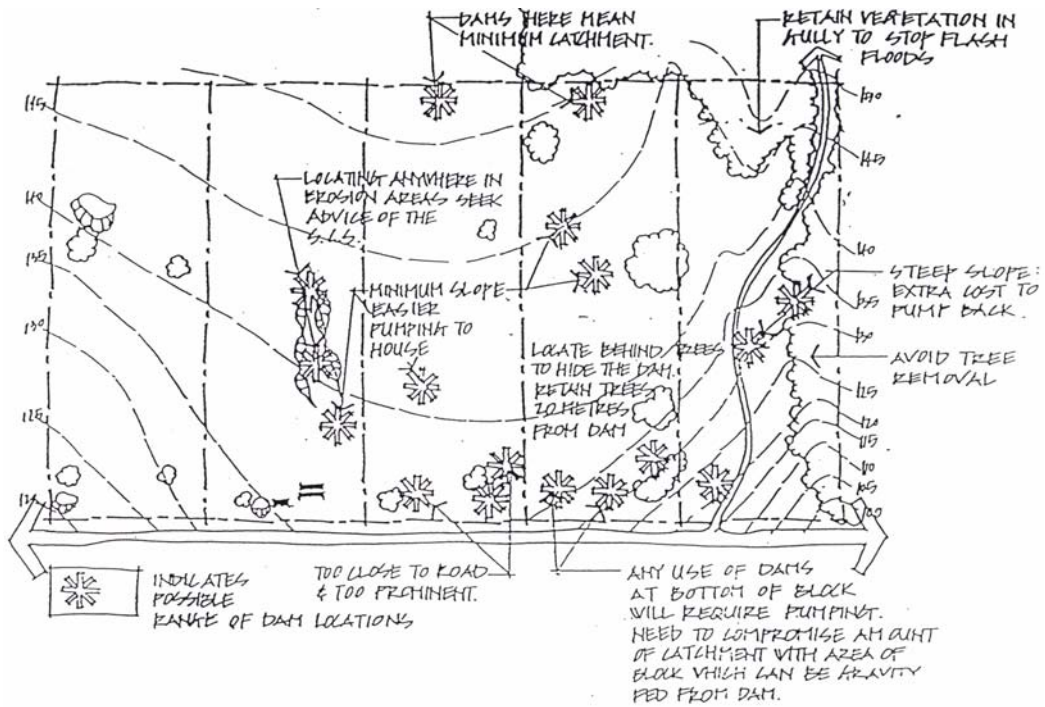 DAMS HERE MEAN
MINIMUM CATCHMENT.
RETAIN VEGETATION IN
GULLY TO STOP FLASH
FLOODS
145
150
145
LOCATING ANYWHERE IN
EROSION AREAS SEEK
ADVICE OF THE
S.C.S.
140
135
130
125
120
140
STEEP SLOPE:
EXTRA COST TO
PUMP BACK.
135
130
MINIMUM SLOPE
EASIER
PUMPING TO
HOUSE
LOCATE BEHIND TREES
TO HIDE THE DAM.
RETAIN TREES
20 METRES
FROM DAM
AVOID TREE
REMOVAL
125
120
115
110
105
100
INDICATES
POSSIBLE
RANGE OF DAM LOCATIONS
TOO CLOSE TO ROAD
& TOO PROMINENT.
ANY USE OF DAMS
AT BOTTOM OF BLOCK
WILL REQUIRE PUMPING.
NEED TO COMPROMISE AMOUNT
OF CATCHMENT WITH AREA OF
BLOCK WHICH CAN BE GRAVITY
FED FROM DAM.